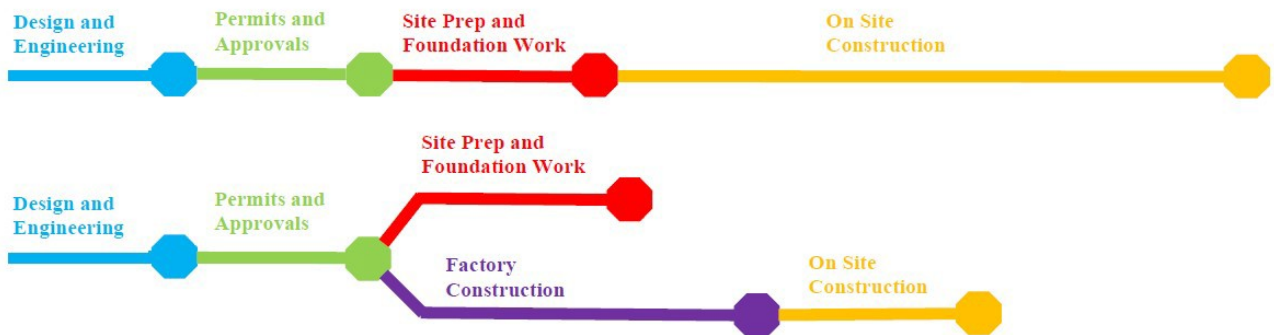 Design and
Engineering
Permits and
Approvals
Site Prep and
Foundation Work
On Site
Construction
Design and
Engineering
Permits and
Approvals
Site Prep and
Foundation Work
Factory
Construction
On Site
Construction